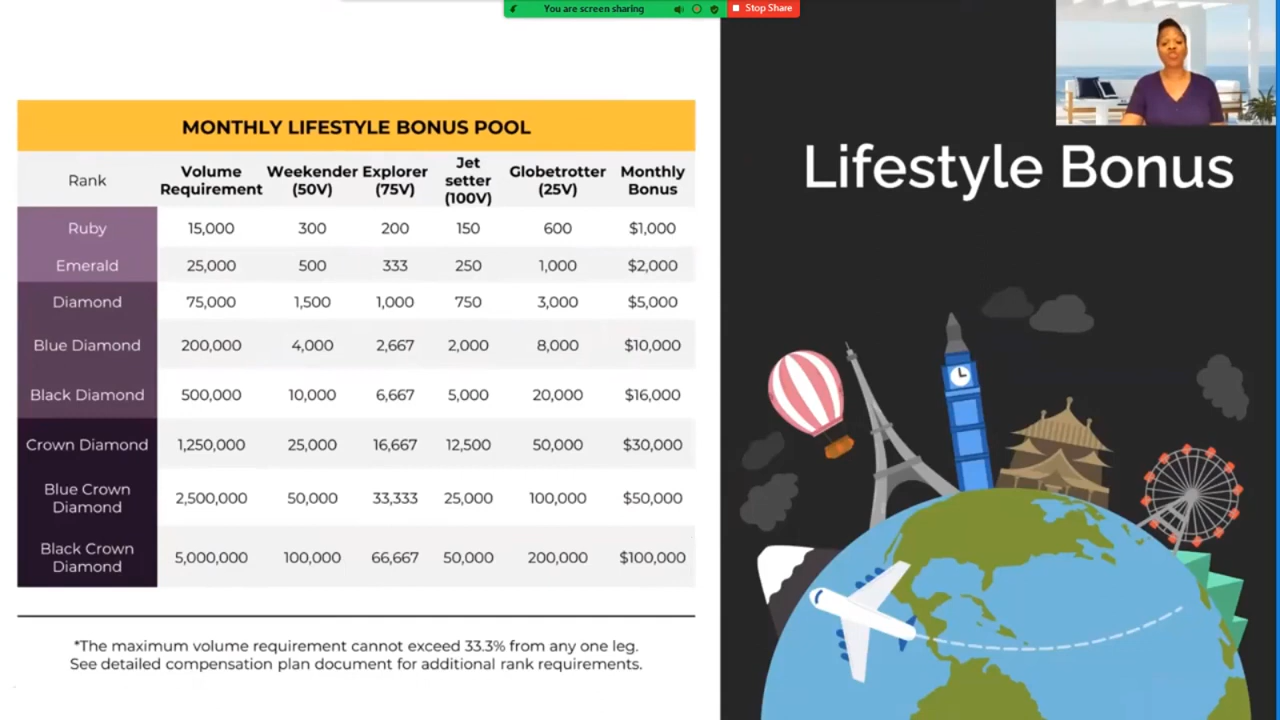 You are screen sharing
Stop Share
MONTHLY LIFESTYLE BONUS POOL
Rank Volume Requirement Weekender (50V) Explorer (75V) Jet setter (100V) Globetrotter (25V) Monthly Bonus
Ruby 15,000 300 200 150 600 $1,000
Emerald 25,000 500 333 250 1,000 $2,000
Diamond 75,000 1,500 1,000 750 3,000 $5,000
Blue Diamond 200,000 4,000 2,667 2,000 8,000 $10,000
Black Diamond 500,000 10,000 6,667 5,000 20,000 $16,000
Crown Diamond 1,250,000 25,000 16,667 12,500 50,000 $30,000
Blue Crown Diamond 2,500,000 50,000 33,333 25,000 100,000 $50,000
Black Crown Diamond 5,000,000 100,000 66,667 50,000 200,000 $100,000
*The maximum volume requirement cannot exceed 33.3% from any one leg.
See detailed compensation plan document for additional rank requirements.
Lifestyle Bonus